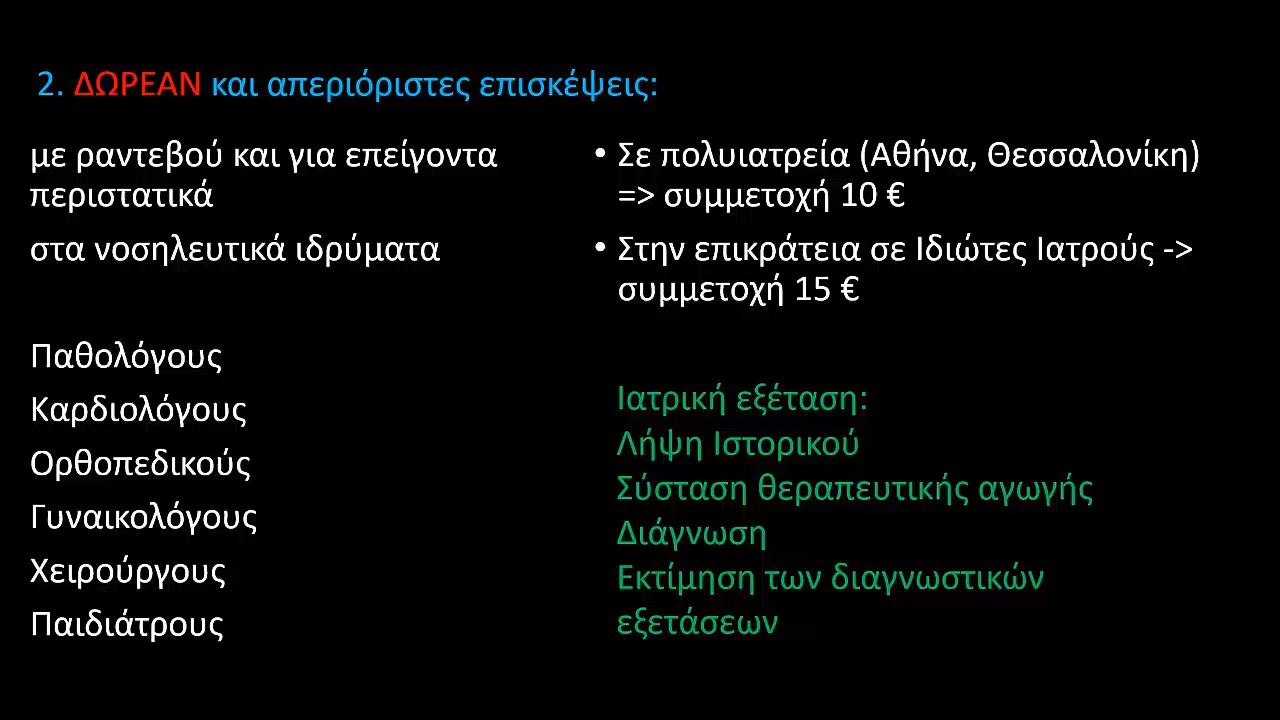 2. ΔΩΡΕΑΝ και απεριόριστες επισκέψεις:
με ραντεβού και για επείγοντα
περιστατικά
στα νοσηλευτικά ιδρύματα
Παθολόγους
Καρδιολόγους
Ορθοπεδικούς
Γυναικολόγους
Χειρούργους
Παιδιάτρους
• Σε πολυιατρεία (Αθήνα, Θεσσαλονίκη)
=> συμμετοχή 10 €
• Στην επικράτεια σε Ιδιώτες Ιατρούς ->
συμμετοχή 15 €
Ιατρική εξέταση:
Λήψη Ιστορικού
Σύσταση θεραπευτικής αγωγής
Διάγνωση
Εκτίμηση των διαγνωστικών
εξετάσεων